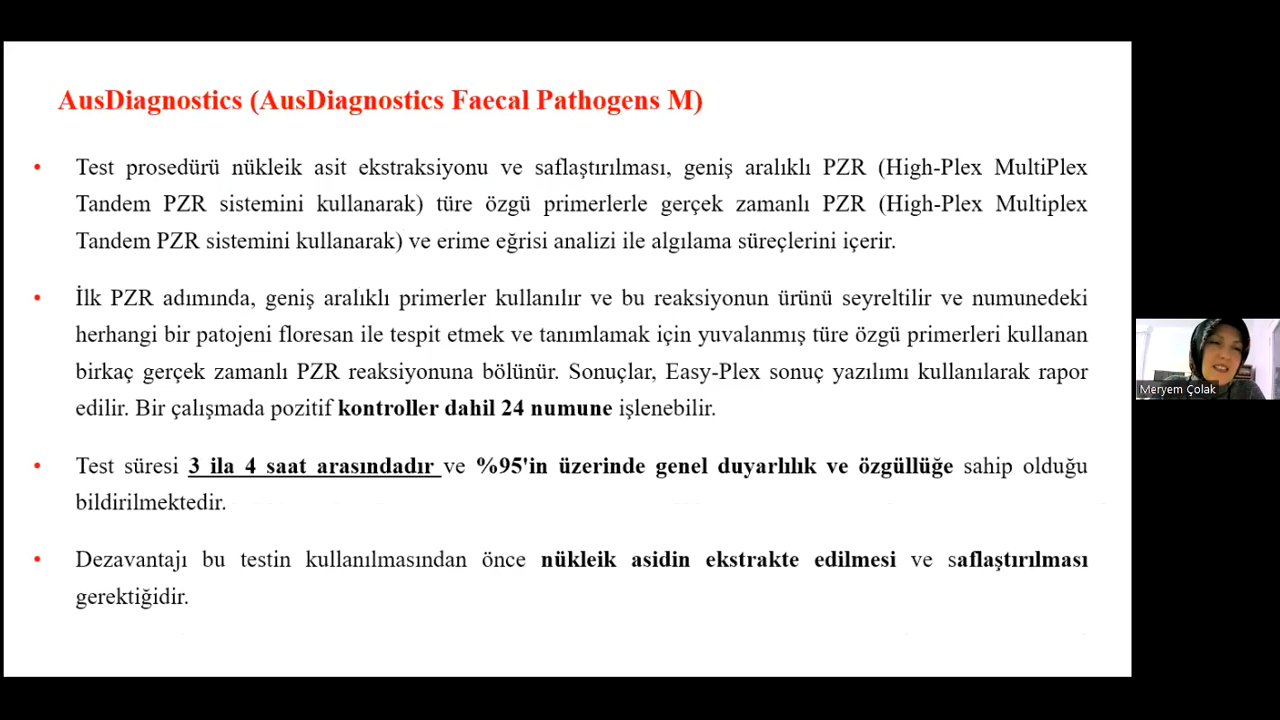 AusDiagnostics (AusDiagnostics Faecal Pathogens M)
• Test prosedürü nükleik asit ekstraksiyonu ve saflaştırılması, geniş aralıklı PZR (High-Plex MultiPlex
Tandem PZR sistemini kullanarak) türe özgü primerlerle gerçek zamanlı PZR (High-Plex Multiplex
Tandem PZR sistemini kullanarak) ve erime eğrisi analizi ile algılama süreçlerini içerir.
• İlk PZR adımında, geniş aralıklı primerler kullanılır ve bu reaksiyonun ürünü seyreltilir ve numunedeki
herhangi bir patojeni floresan ile tespit etmek ve tanımlamak için yuvalanmış türe özgü primerleri kullanan
birkaç gerçek zamanlı PZR reaksiyonuna bölünür. Sonuçlar, Easy-Plex sonuç yazılımı kullanılarak rapor
edilir. Bir çalışmada pozitif kontroller dahil 24 numune işlenebilir.
• Test süresi 3 ila 4 saat arasındadır ve %95'in üzerinde genel duyarlılık ve özgüllüğe sahip olduğu
bildirilmektedir.
• Dezavantajı bu testin kullanılmasından önce nükleik asidin ekstrakte edilmesi ve saflaştırılması
gerektiğidir.
Meryem Çolak